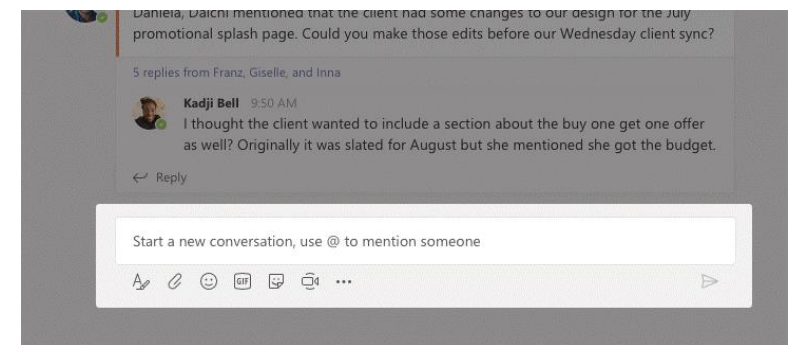 Daniela, Daichi mentioned that the client had some changes to our design for the July
promotional splash page. Could you make those edits before our Wednesday client sync?
5 replies from Franz, Giselle, and Inna
Kadji Bell 9:50 AM
I thought the client wanted to include a section about the buy one get one offer
as well? Originally it was slated for August but she mentioned she got the budget.
Reply
Start a new conversation, use @ to mention someone
GIF